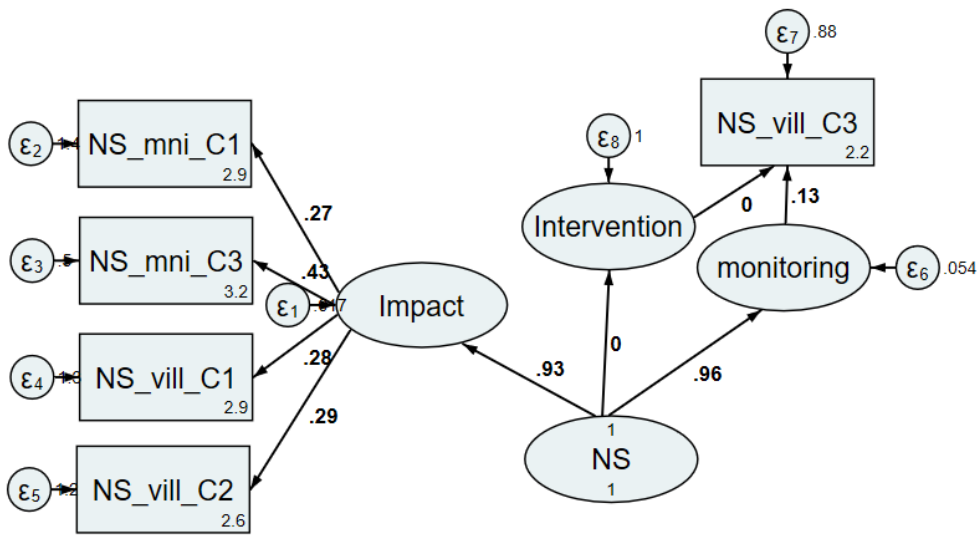 ε7 .88
NS_vill_C3
2.2
ε2
NS_mni_C1
2.9
ε8 1
Intervention
0
.13
.27
ε3
NS_mni_C3
3.2
.43
ε1
Impact
monitoring
ε6 .054
ε4
NS_vill_C1
2.9
.28
.93
0
.96
.29
ε5
NS_vill_C2
2.6
1
NS
1